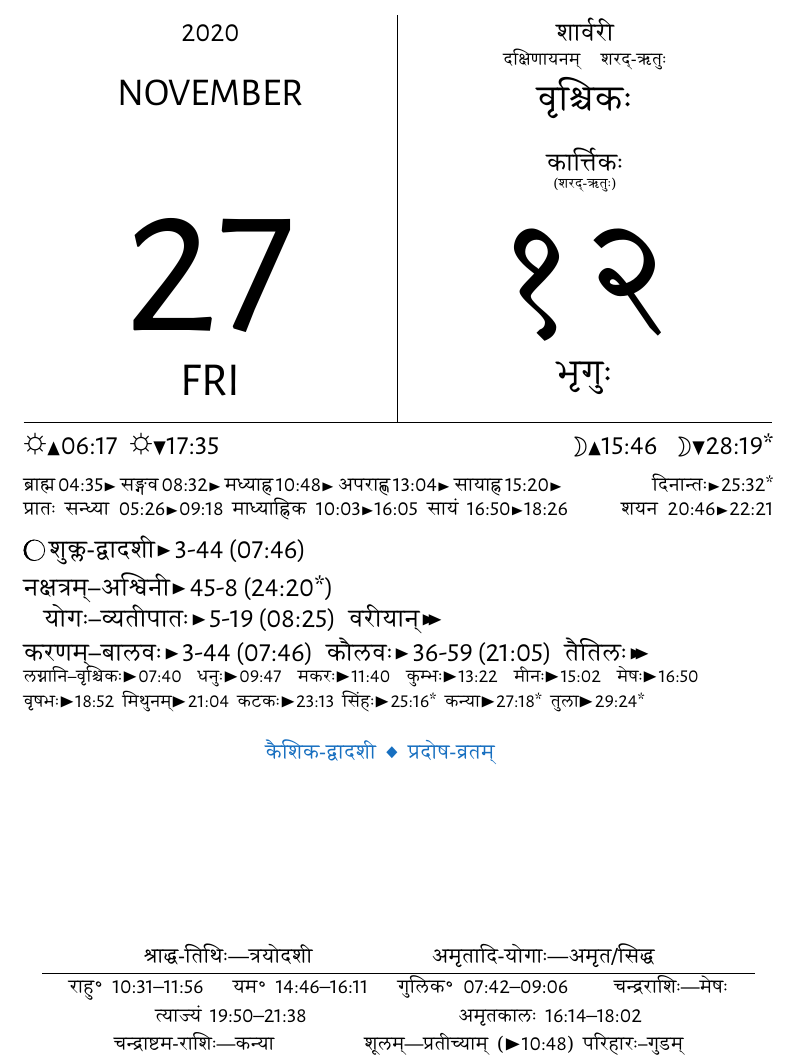 2020
NOVEMBER
27
FRI
शार्वरी
दक्षिणायनम् शरद्-ऋतुः
वृश्चिकः
कार्त्तिकः
(शरद्-ऋतुः)
१२
भृगुः
☼▲06:17 ☼▼17:35 ☽▲15:46 ☽▼28:19*
ब्राह्म 04:35► सङ्गव 08:32► मध्याह्न 10:48► अपराह्ण 13:04► सायाह्न 15:20► दिनान्तः►25:32*
प्रातः सन्ध्या 05:26►09:18 माध्याह्निक 10:03►16:05 सायं 16:50►18:26 शयन 20:46►22:21
शुक्ल-द्वादशी►3-44 (07:46)
नक्षत्रम्–अश्विनी►45-8 (24:20*)
योगः–व्यतीपातः►5-19 (08:25) वरीयान्►►
करणम्–बालवः►3-44 (07:46) कौलवः►36-59 (21:05) तैतिलः►►
लग्नानि–वृश्चिकः►07:40 धनुः►09:47 मकरः►11:40 कुम्भः►13:22 मीनः►15:02 मेषः►16:50
वृषभः►18:52 मिथुनम्►21:04 कटकः►23:13 सिंहः►25:16* कन्या►27:18* तुला►29:24*
कैशिक-द्वादशी ◆ प्रदोष-व्रतम्
श्राद्ध-तिथिः—त्रयोदशी अमृतादि-योगाः—अमृत/सिद्ध
राहु° 10:31–11:56 यम° 14:46–16:11 गुलिक° 07:42–09:06 चन्द्रराशिः—मेषः
त्याज्यं 19:50–21:38 अमृतकालः 16:14–18:02
चन्द्राष्टम-राशिः—कन्या शूलम्—प्रतीच्याम् (►10:48) परिहारः–गुडम्